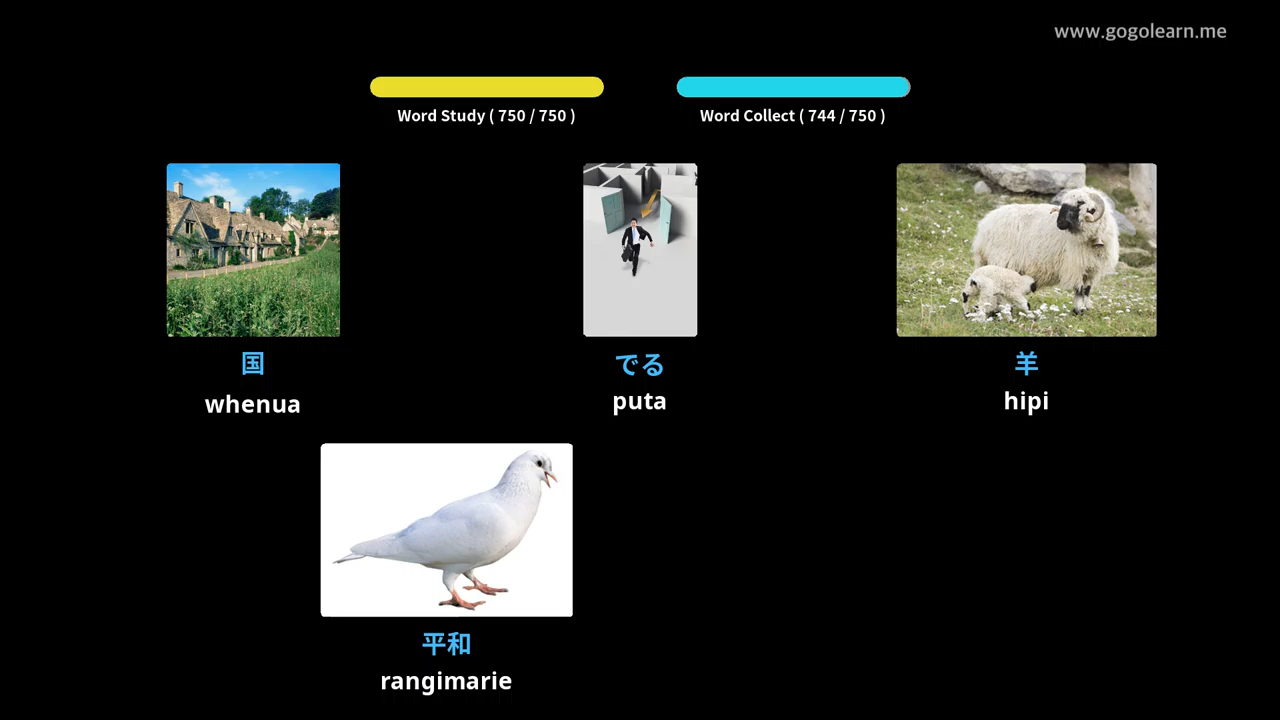 www.gogolearn.me
Word Study ( 750 / 750 )
Word Collect ( 744 / 750 )
国
whenua
でる
puta
羊
hipi
平和
rangimarie